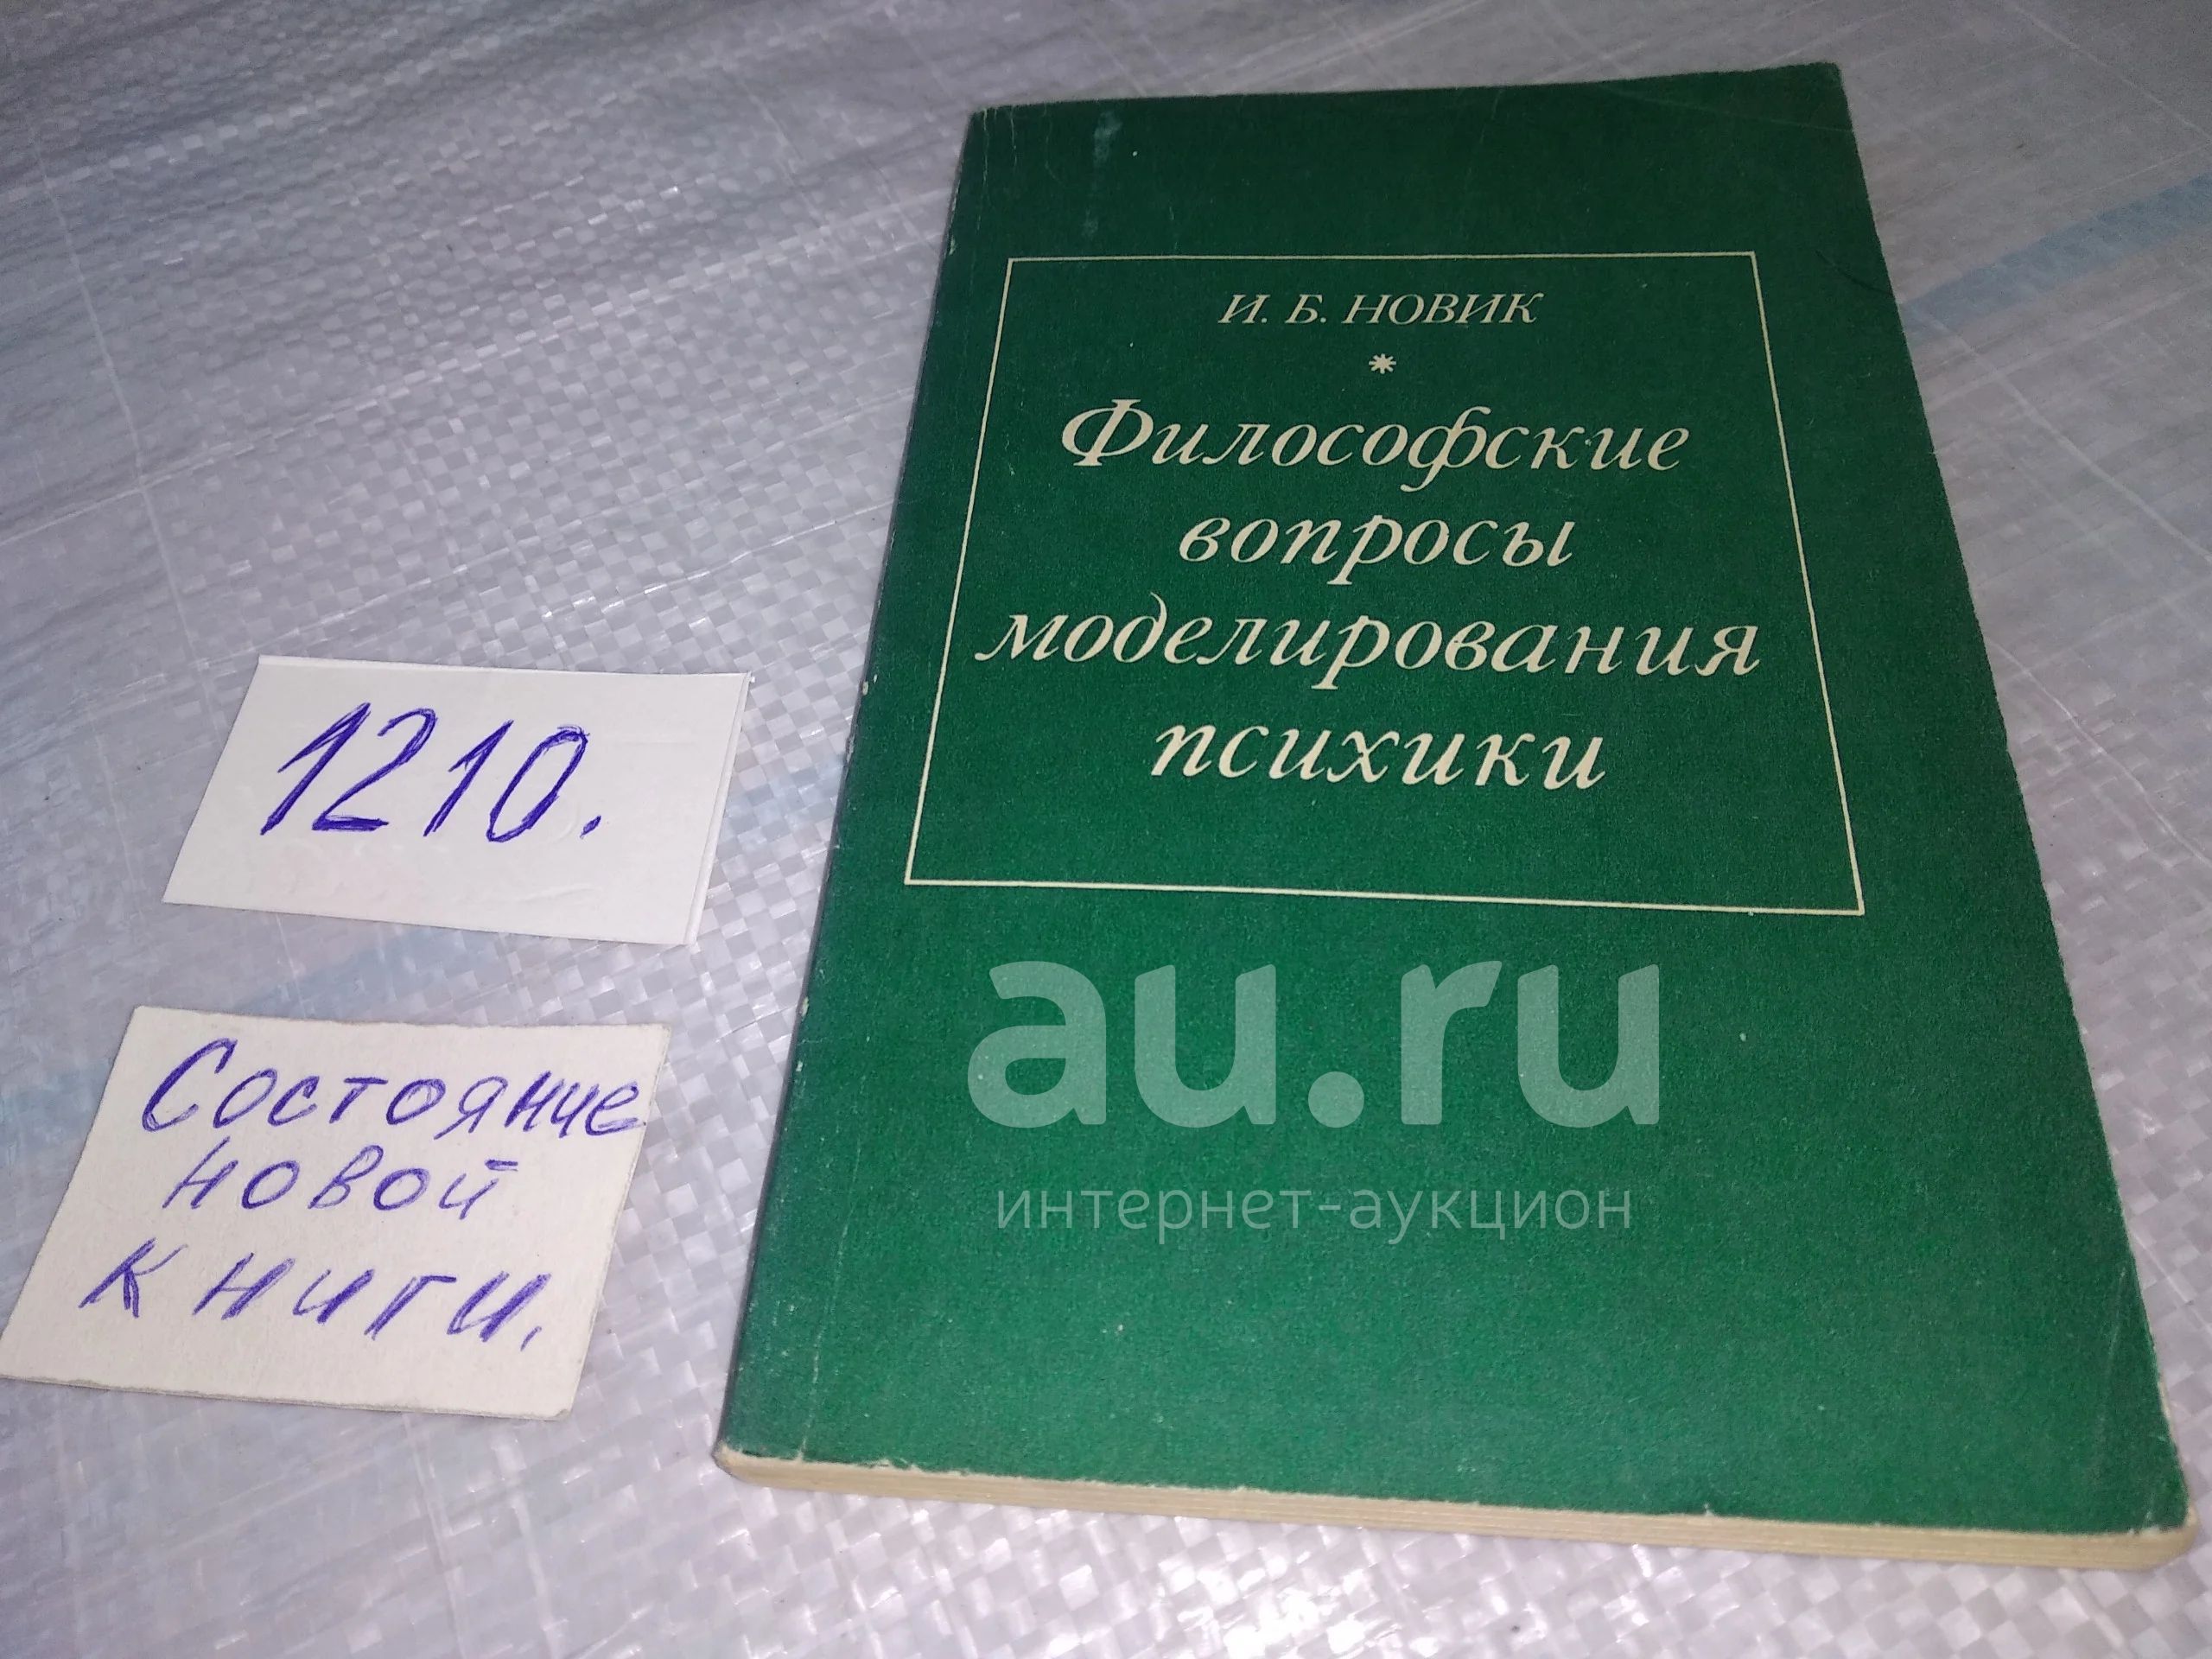 И. Б. НОВИК
*
Философские
вопросы
моделирования
психики
1210.
Состояние
новой
книги.
au.ru
интернет-аукцион